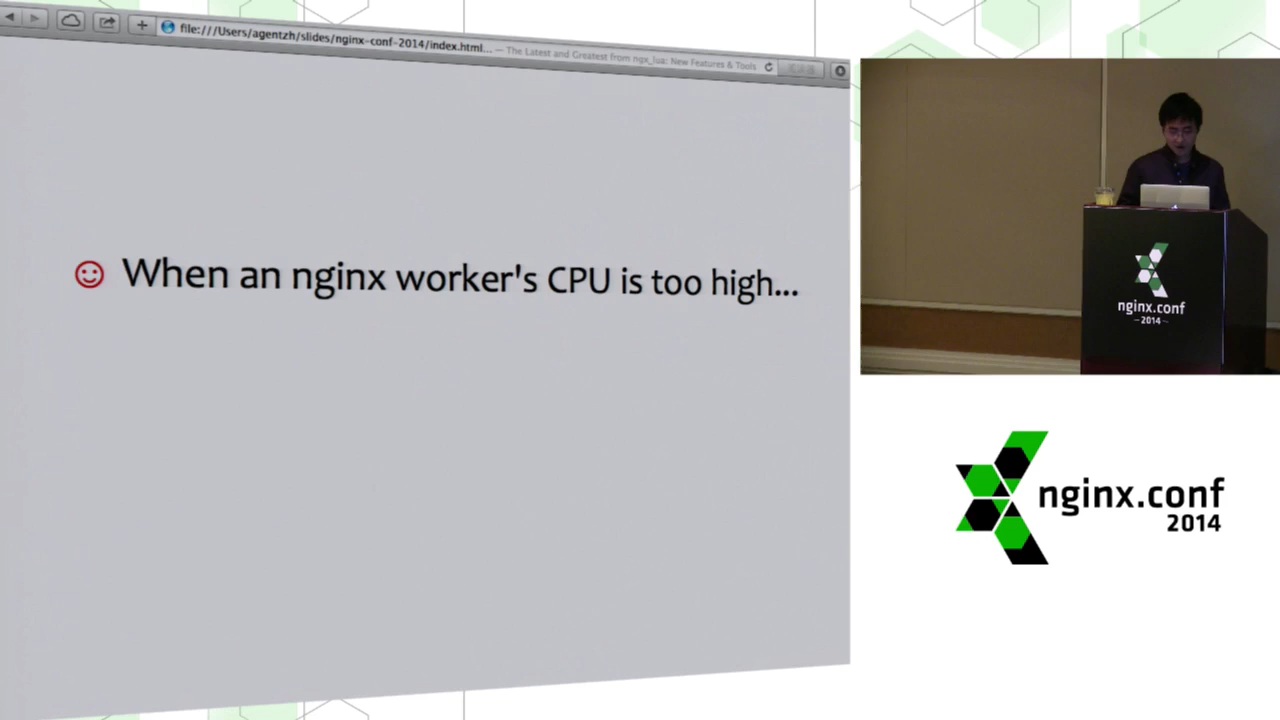 file:///Users/agentzh/slides/nginx-conf-2014/index.html... — The Latest and Greatest from ngx_lua: New Features & Tools
☺ When an nginx worker's CPU is too high...
nginx.conf
—2014—
nginx.conf
2014